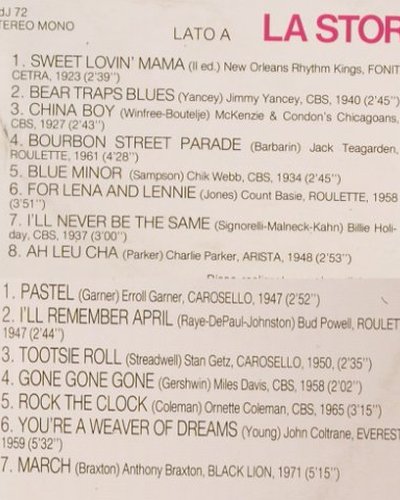 dJ 72
STEREO MONO
LATO A LA STOR
1. SWEET LOVIN' MAMA (II ed.) New Orleans Rhythm Kings, FONIT
CETRA, 1923 (2'39")
2. BEAR TRAPS BLUES (Yancey) Jimmy Yancey, CBS, 1940 (2'45")
3. CHINA BOY (Winfree-Boutelje) McKenzie & Condon's Chicagoans,
CBS, 1927 (2'43")
4. BOURBON STREET PARADE (Barbarin) Jack Teagarden,
ROULETTE, 1961 (4'28")
5. BLUE MINOR (Sampson) Chik Webb, CBS, 1934 (2'45")
6. FOR LENA AND LENNIE (Jones) Count Basie, ROULETTE, 1958
(3'51")
7. I'LL NEVER BE THE SAME (Signorelli-Malneck-Kahn) Billie Holi-
day, CBS, 1937 (3'00")
8. AH LEU CHA (Parker) Charlie Parker, ARISTA, 1948 (2'53")
1. PASTEL (Garner) Erroll Garner, CAROSELLO, 1947 (2'52")
2. I'LL REMEMBER APRIL (Raye-DePaul-Johnston) Bud Powell, ROULET
1947 (2'44")
3. TOOTSIE ROLL (Streadwell) Stan Getz, CAROSELLO, 1950, (2'35")
4. GONE GONE GONE (Gershwin) Miles Davis, CBS, 1958 (2'02")
5. ROCK THE CLOCK (Coleman) Ornette Coleman, CBS, 1965 (3'15")
6. YOU'RE A WEAVER OF DREAMS (Young) John Coltrane, EVEREST
1959 (5'32")
7. MARCH (Braxton) Anthony Braxton, BLACK LION, 1971 (5'15")